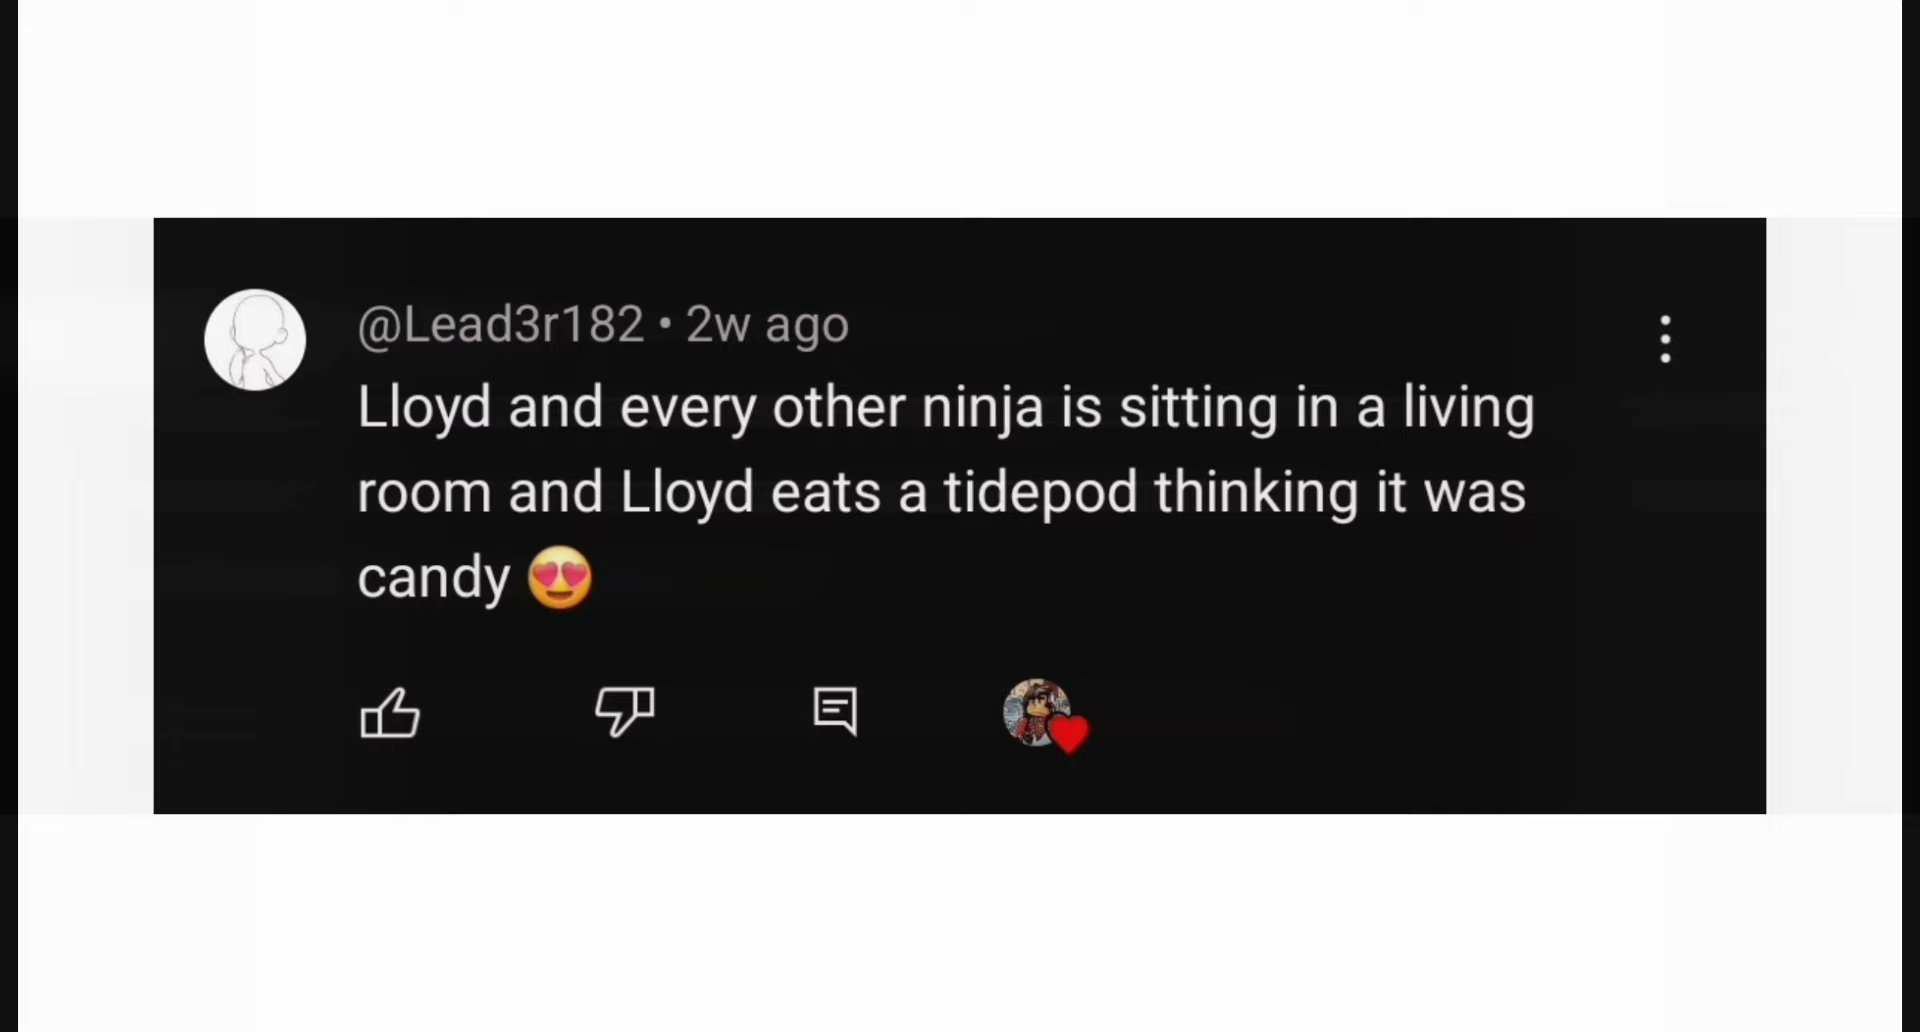 @Lead3r182 • 2w ago
Lloyd and every other ninja is sitting in a living
room and Lloyd eats a tidepod thinking it was
candy 😍